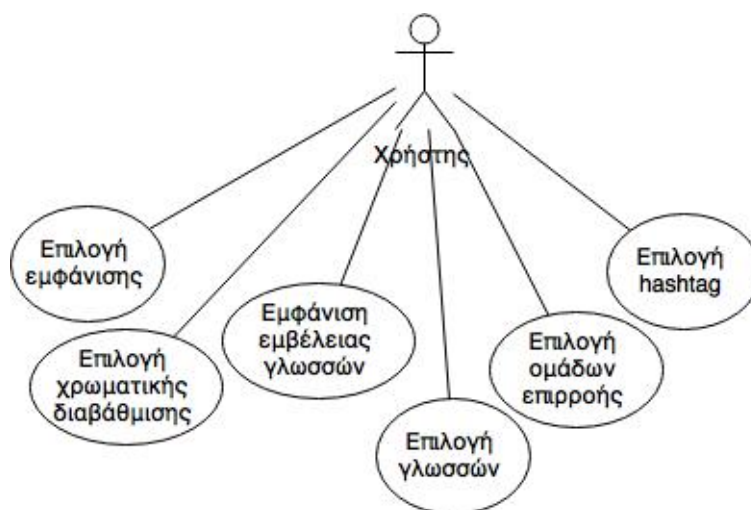 Χρήστης
Επιλογή
εμφάνισης
Επιλογή
χρωματικής
διαβάθμισης
Εμφάνιση
εμβέλειας
γλωσσών
Επιλογή
γλωσσών
Επιλογή
ομάδων
επιρροής
Επιλογή
hashtag